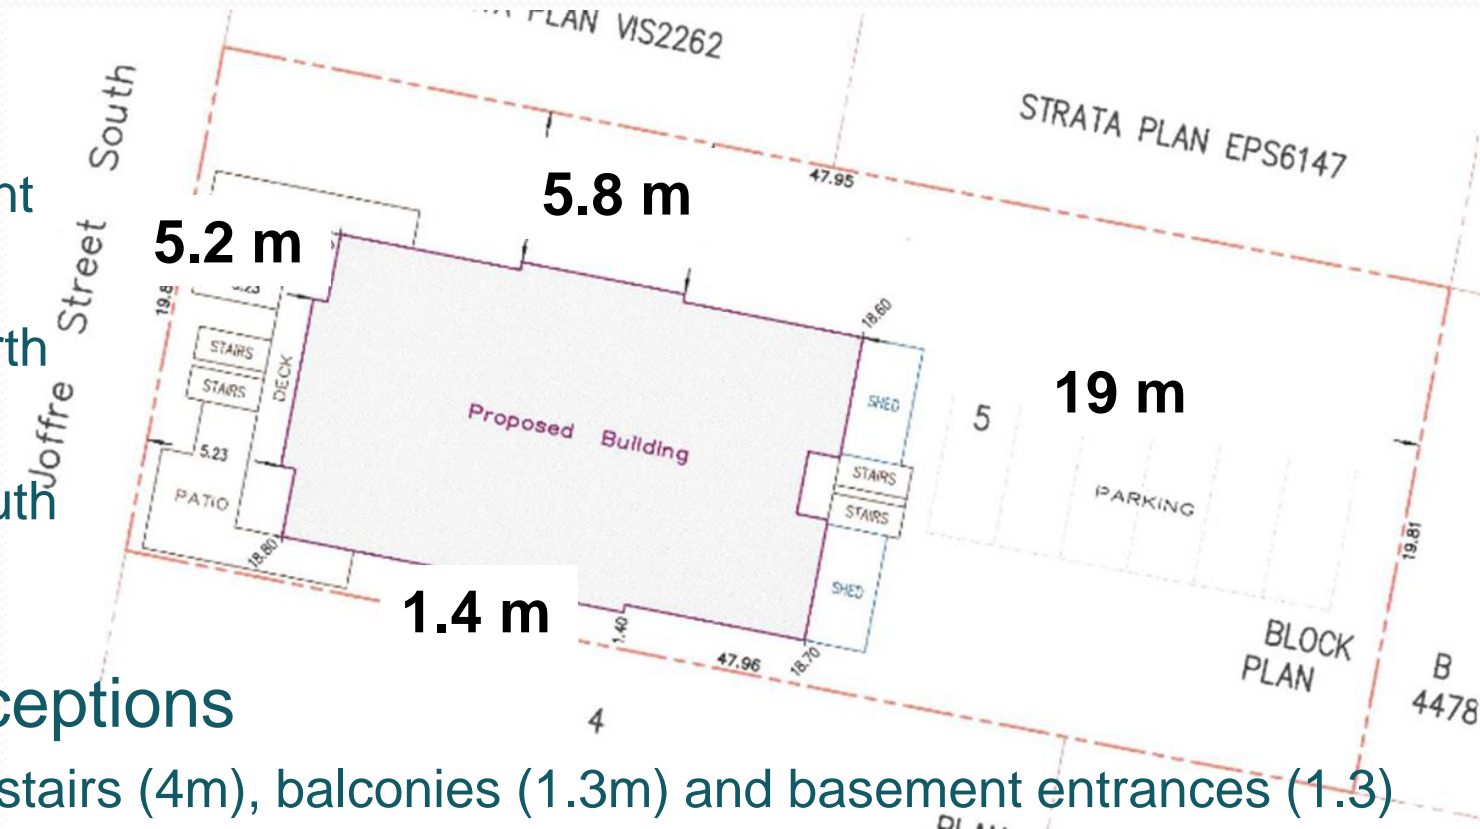 PLAN VIS2262
STRATA PLAN EPS6147
Joffre Street South
nt
5.2 m
5.8 m
47.95
5.23
19.8
STAIRS
STAIRS
DECK
rth
18.60
SHED
5
19 m
Proposed Building
5.23
PATIO
STAIRS
STAIRS
PARKING
uth
18.80
19.81
SHED
1.4 m
1.40
47.96
18.70
BLOCK
PLAN
B
4478
ceptions
4
stairs (4m), balconies (1.3m) and basement entrances (1.3)
PLAN